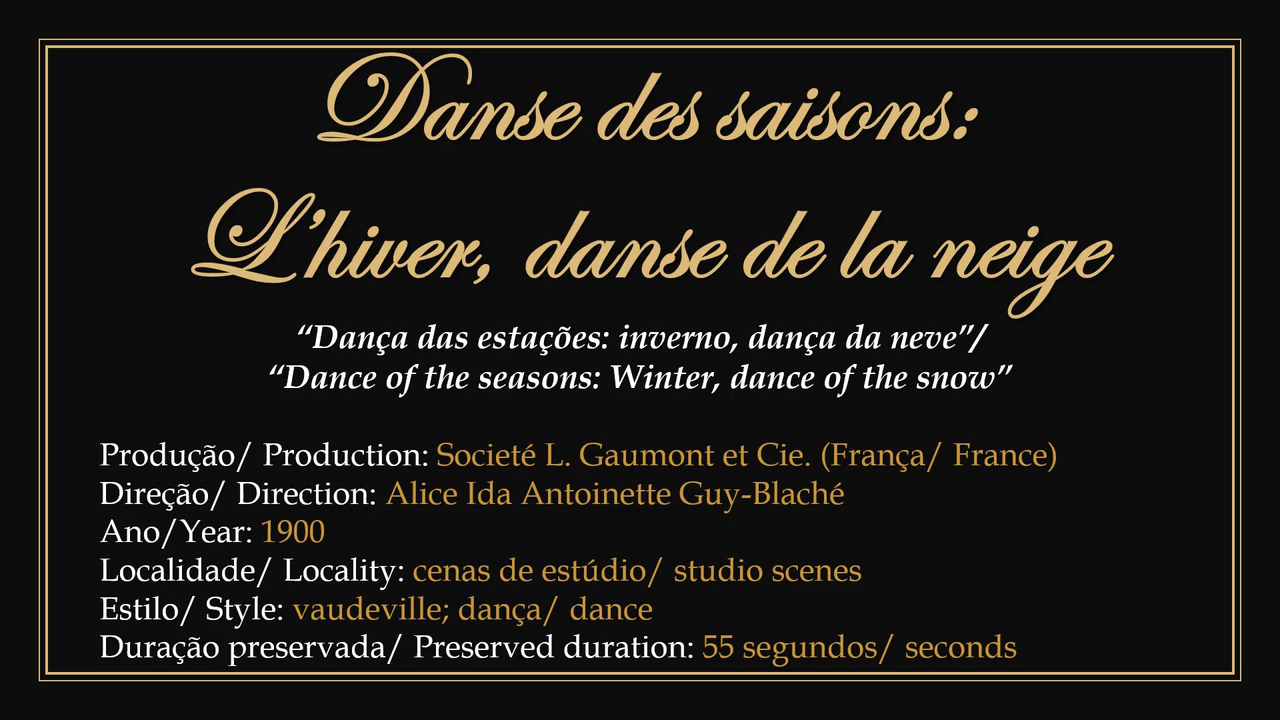 Danse des saisons:
L’hiver, danse de la neige
“Dança das estações: inverno, dança da neve”/
“Dance of the seasons: Winter, dance of the snow”
Produção/ Production: Societé L. Gaumont et Cie. (França/ France)
Direção/ Direction: Alice Ida Antoinette Guy-Blaché
Ano/Year: 1900
Localidade/ Locality: cenas de estúdio/ studio scenes
Estilo/ Style: vaudeville; dança/ dance
Duração preservada/ Preserved duration: 55 segundos/ seconds